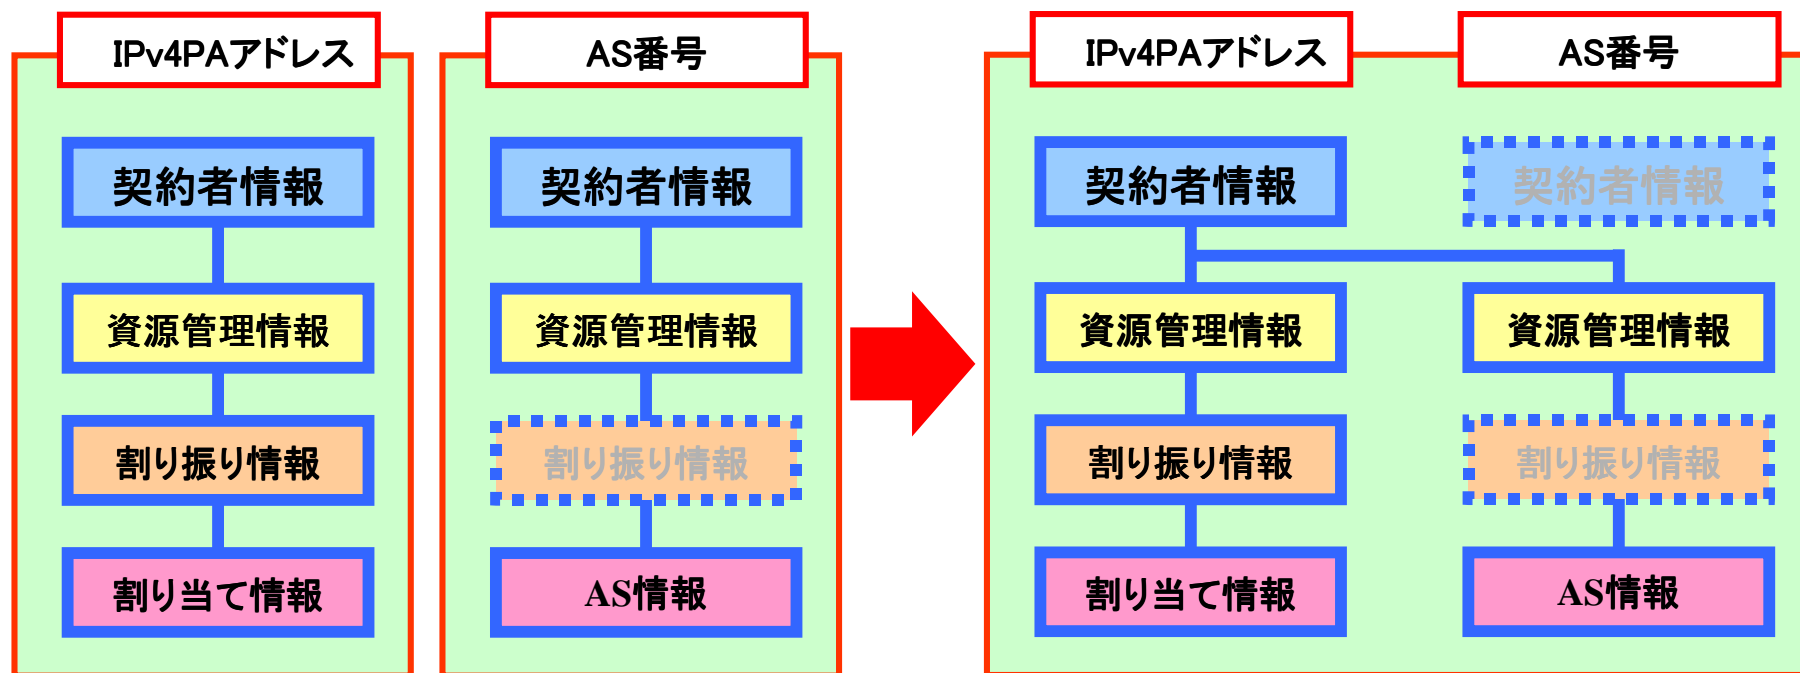 IPv4PAアドレス
契約者情報
資源管理情報
割り振り情報
割り当て情報
AS番号
契約者情報
資源管理情報
割り振り情報
AS情報
IPv4PAアドレス
契約者情報
資源管理情報
割り振り情報
割り当て情報
AS番号
契約者情報
資源管理情報
割り振り情報
AS情報